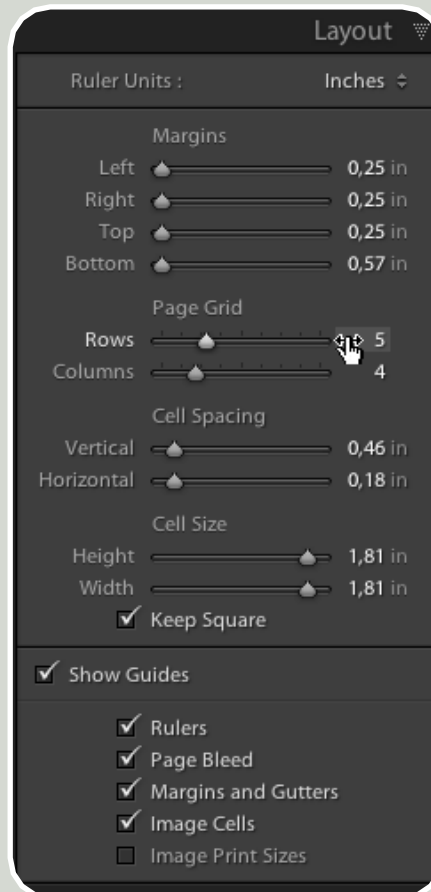 Layout
Ruler Units : Inches
Margins
Left 0,25 in
Right 0,25 in
Top 0,25 in
Bottom 0,57 in
Page Grid
Rows 5
Columns 4
Cell Spacing
Vertical 0,46 in
Horizontal 0,18 in
Cell Size
Height 1,81 in
Width 1,81 in
Keep Square
Show Guides
Rulers
Page Bleed
Margins and Gutters
Image Cells
Image Print Sizes